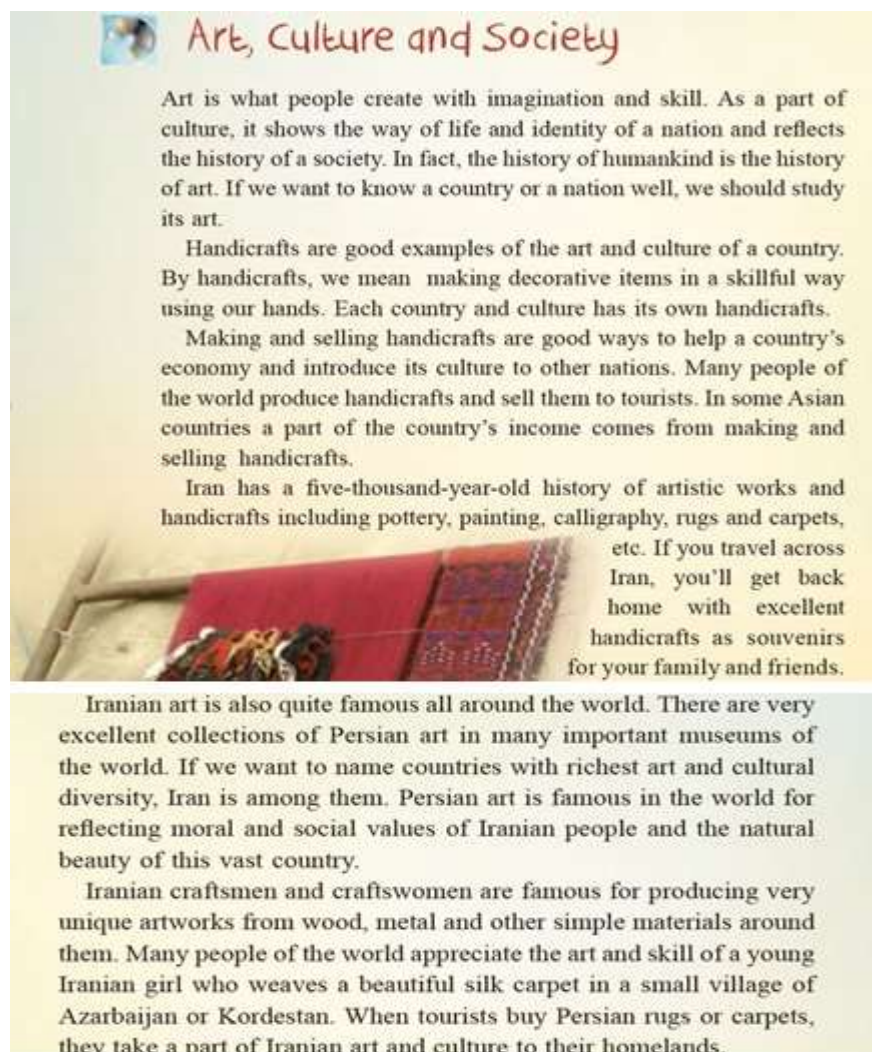 Art, Culture and Society
Art is what people create with imagination and skill. As a part of
culture, it shows the way of life and identity of a nation and reflects
the history of a society. In fact, the history of humankind is the history
of art. If we want to know a country or a nation well, we should study
its art.
Handicrafts are good examples of the art and culture of a country.
By handicrafts, we mean making decorative items in a skillful way
using our hands. Each country and culture has its own handicrafts.
Making and selling handicrafts are good ways to help a country's
economy and introduce its culture to other nations. Many people of
the world produce handicrafts and sell them to tourists. In some Asian
countries a part of the country's income comes from making and
selling handicrafts.
Iran has a five-thousand-year-old history of artistic works and
handicrafts including pottery, painting, calligraphy, rugs and carpets,
etc. If you travel across
Iran, you'll get back
home with excellent
handicrafts as souvenirs
for your family and friends.
Iranian art is also quite famous all around the world. There are very
excellent collections of Persian art in many important museums of
the world. If we want to name countries with richest art and cultural
diversity, Iran is among them. Persian art is famous in the world for
reflecting moral and social values of Iranian people and the natural
beauty of this vast country.
Iranian craftsmen and craftswomen are famous for producing very
unique artworks from wood, metal and other simple materials around
them. Many people of the world appreciate the art and skill of a young
Iranian girl who weaves a beautiful silk carpet in a small village of
Azarbaijan or Kordestan. When tourists buy Persian rugs or carpets,
they take a part of Iranian art and culture to their homelands.